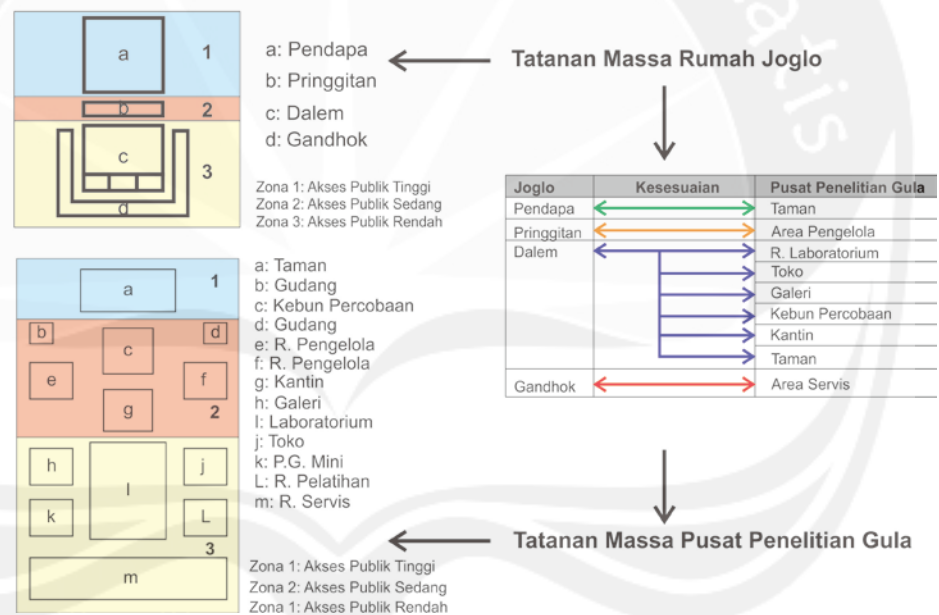 a
1
b
2
c
3
d
a: Pendapa
b: Pringgitan
c: Dalem
d: Gandhok
Zona 1: Akses Publik Tinggi
Zona 2: Akses Publik Sedang
Zona 3: Akses Publik Rendah
Tatanan Massa Rumah Joglo
Joglo Kesesuaian Pusat Penelitian Gula
Pendapa Taman
Pringgitan Area Pengelola
Dalem R. Laboratorium
Toko
Galeri
Kebun Percobaan
Kantin
Taman
Gandhok Area Servis
a 1
b c d
e f
g 2
h l j
k L
3
m
a: Taman
b: Gudang
c: Kebun Percobaan
d: Gudang
e: R. Pengelola
f: R. Pengelola
g: Kantin
h: Galeri
l: Laboratorium
j: Toko
k: P.G. Mini
L: R. Pelatihan
m: R. Servis
Zona 1: Akses Publik Tinggi
Zona 2: Akses Publik Sedang
Zona 1: Akses Publik Rendah
Tatanan Massa Pusat Penelitian Gula